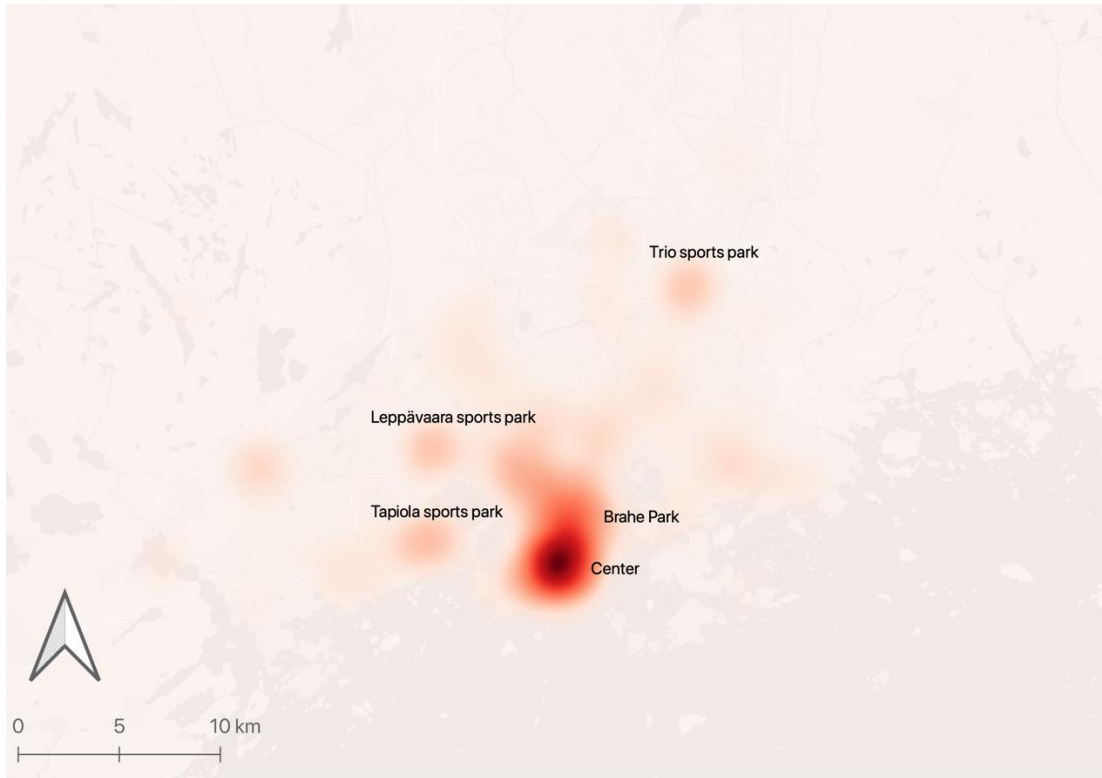 Trio sports park
Leppävaara sports park
Tapiola sports park
Brahe Park
Center
0 5 10 km